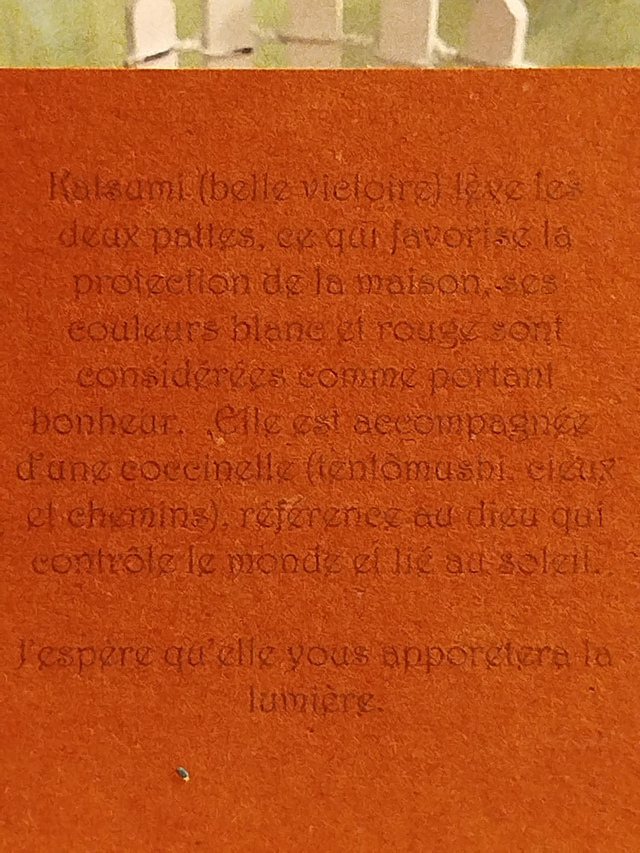 Katsumi (belle victoire) lève les
deux pattes, ce qui favorise la
protection de la maison, ses
couleurs blanc et rouge sont
considérées comme portant
bonheur. Elle est accompagnée
d'une coccinelle (tentômushi, cieux
et chemins), référence au dieu qui
contrôle le monde et lié au soleil.
J'espère qu'elle vous apporetera la
lumière.